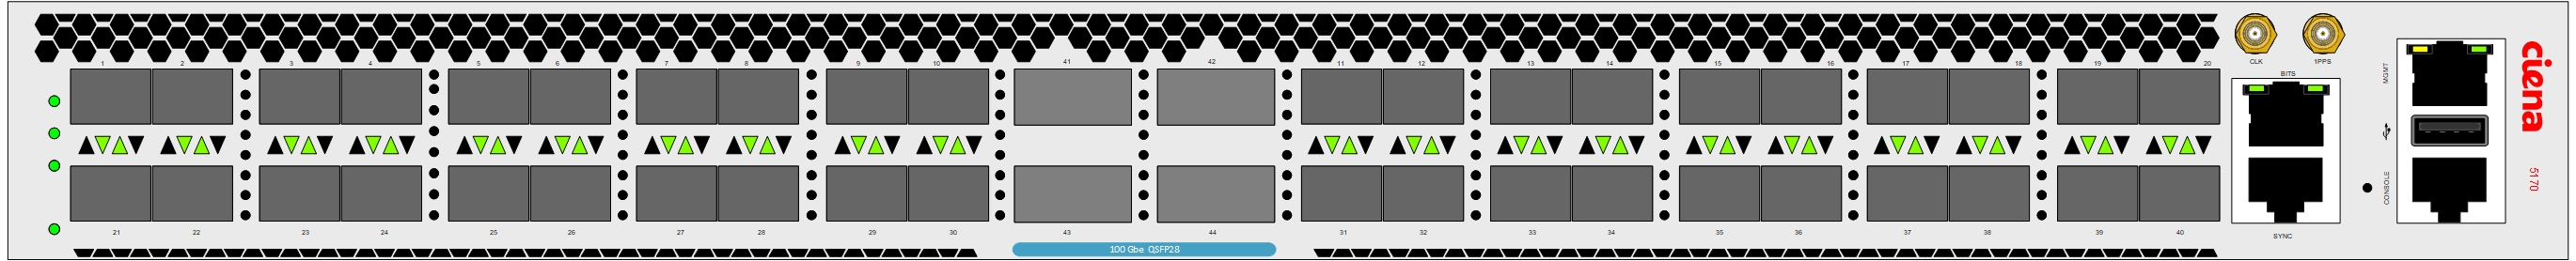 CLK 1PPS
1 2 3 4 5 6 7 8 9 10 41 42 11 12 13 14 15 16 17 18 19 20
BITS
MGMT
ciena
5170
CONSOLE
21 22 23 24 25 26 27 28 29 30 43 44 31 32 33 34 35 36 37 38 39 40
SYNC
100 Gbe QSFP28